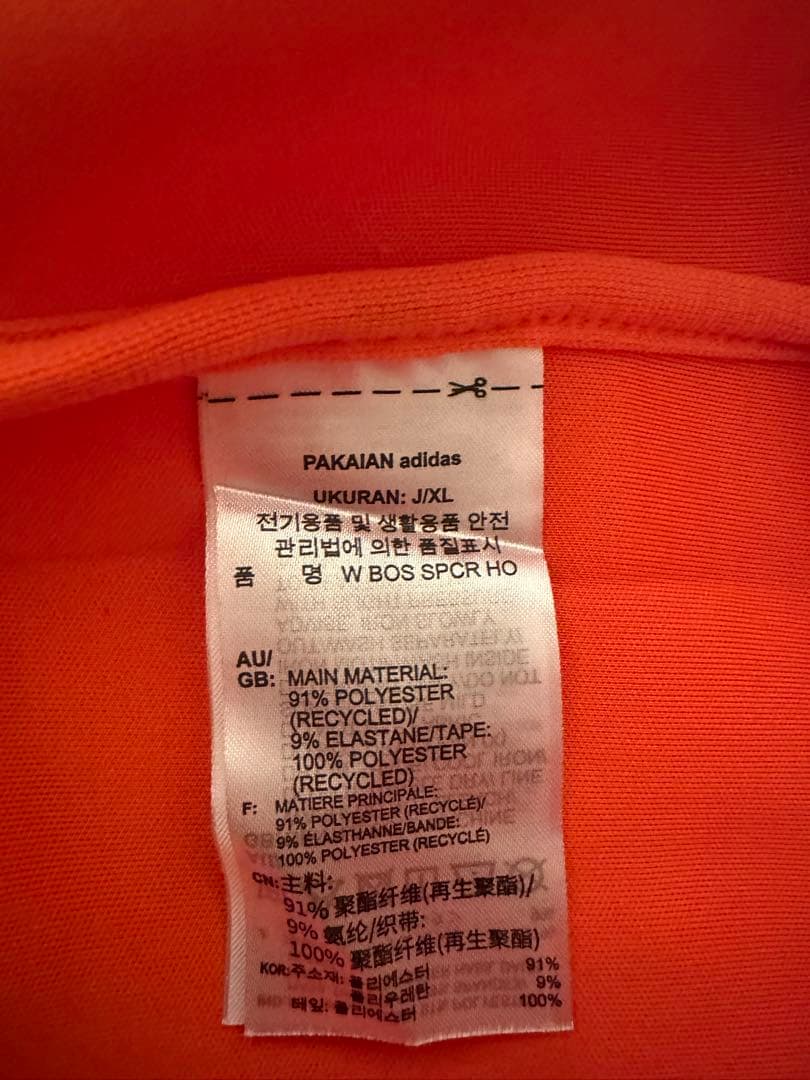 PAKAIAN adidas
UKURAN: J/XL
전기용품 및 생활용품 안전
관리법에 의한 품질표시
품 명 W BOS SPCR HO
AU/
GB: MAIN MATERIAL:
91% POLYESTER
(RECYCLED)/
9% ELASTANE/TAPE:
100% POLYESTER
(RECYCLED)
F: MATIERE PRINCIPALE:
91% POLYESTER (RECYCLÉ)/
9% ÉLASTHANNE/BANDE:
100% POLYESTER (RECYCLÉ)
CN: 主料:
91% 聚酯纤维(再生聚酯)/
9% 氨纶/织带:
100% 聚酯纤维(再生聚酯)
KOR: 주소재: 폴리에스터 91%
폴리우레탄 9%
테잎: 폴리에스터 100%